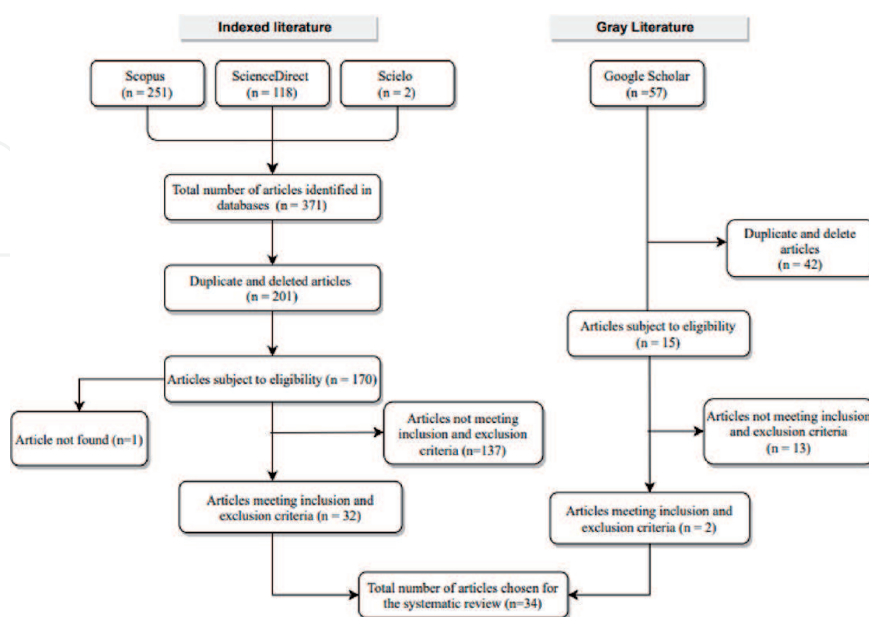 Indexed literature
Gray Literature
Scopus
(n = 251)
ScienceDirect
(n = 118)
Scielo
(n = 2)
Google Scholar
(n =57)
Total number of articles identified in
databases (n = 371)
Duplicate and delete
articles
(n = 42)
Duplicated and deleted articles
(n = 201)
Articles subject to eligibility
(n = 15)
Articles subject to eligibility (n = 170)
Article not found (n=1)
Articles not meeting
inclusion and exclusion
criteria (n=137)
Articles not meeting inclusion
and exclusion criteria
(n = 13)
Articles meeting inclusion and
exclusion criteria (n = 32)
Articles meeting inclusion and
exclusion criteria (n = 2)
Total number of articles chosen for
the systematic review (n=34)